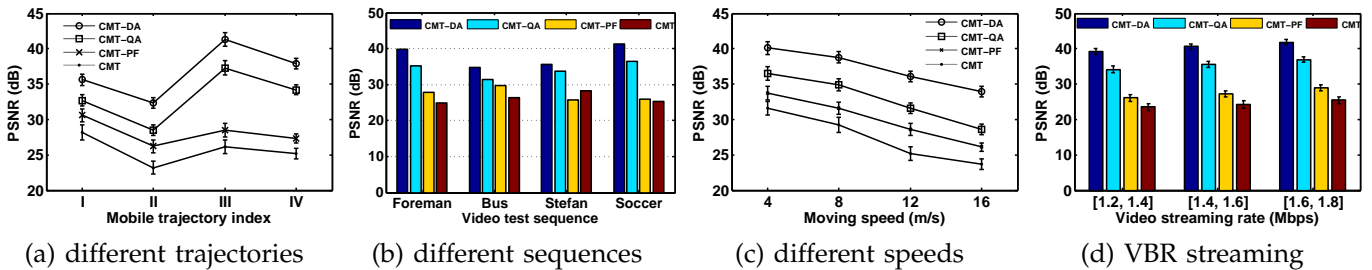 45
40
35
30
25
20
PSNR (dB)
CMT−DA
CMT−QA
CMT−PF
CMT
I II III IV
Mobile trajectory index
(a) different trajectories
50
40
30
20
10
0
PSNR (dB)
CMT−DA CMT−QA CMT−PF CMT
Foreman Bus Stefan Soccer
Video test sequence
(b) different sequences
45
40
35
30
25
20
PSNR (dB)
CMT−DA
CMT−QA
CMT−PF
CMT
4 8 12 16
Moving speed (m/s)
(c) different speeds
50
40
30
20
10
0
PSNR (dB)
CMT−DA CMT−QA CMT−PF CMT
[1.2, 1.4] [1.4, 1.6] [1.6, 1.8]
Video streaming rate (Mbps)
(d) VBR streaming